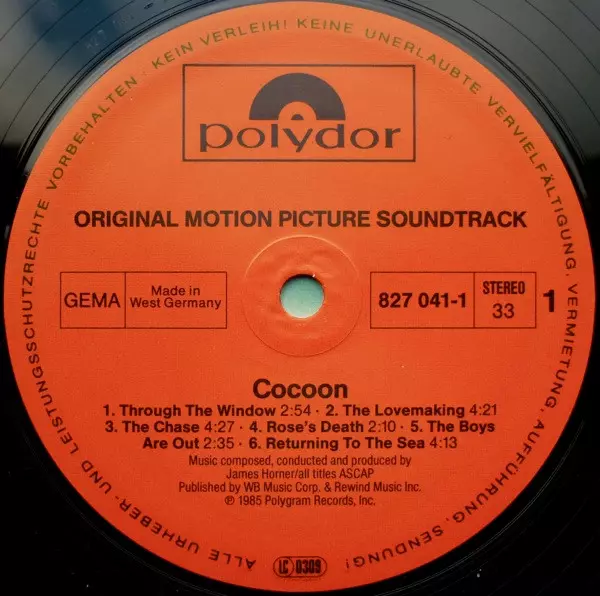 polydor
ORIGINAL MOTION PICTURE SOUNDTRACK
GEMA
Made in
West Germany
827 041-1
STEREO
33
1
Cocoon
1. Through The Window 2:54 · 2. The Lovemaking 4:21
3. The Chase 4:27 · 4. Rose's Death 2:10 · 5. The Boys
Are Out 2:35 · 6. Returning To The Sea 4:13
Music composed, conducted and produced by
James Horner/all titles ASCAP
Published by WB Music Corp. & Rewind Music Inc.
℗ 1985 Polygram Records, Inc.
LC 0309
ALLE URHEBER- UND LEISTUNGSSCHUTZRECHTE VORBEHALTEN · KEIN VERLEIH! KEINE UNERLAUBTE VERVIELFÄLTIGUNG, VERMIETUNG, AUFFÜHRUNG, SENDUNG!